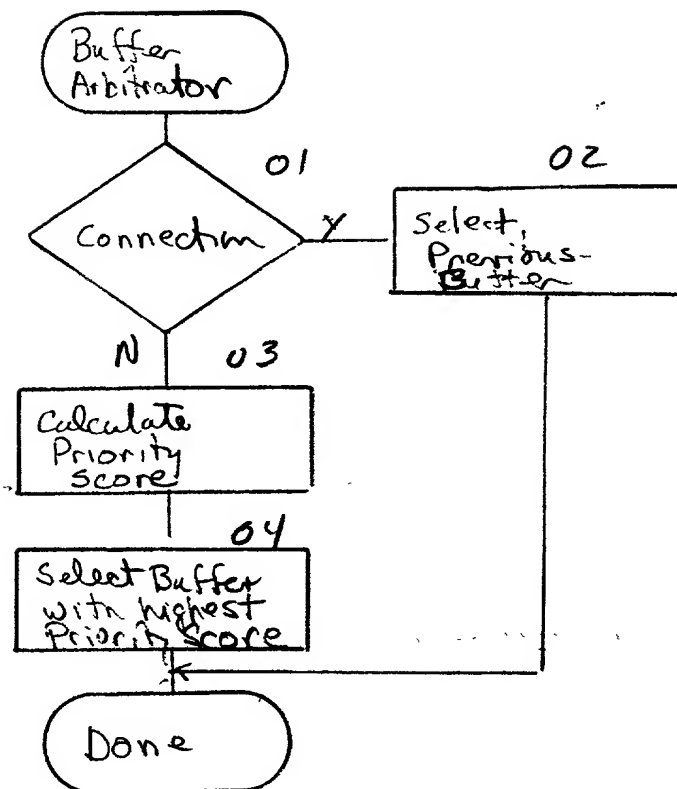 Buffer
Arbitrator
01
Connection
Y
02
Select
Previous-
Buffer
N
03
Calculate
Priority
Score
04
Select Buffer
with highest
Priority Score
Done